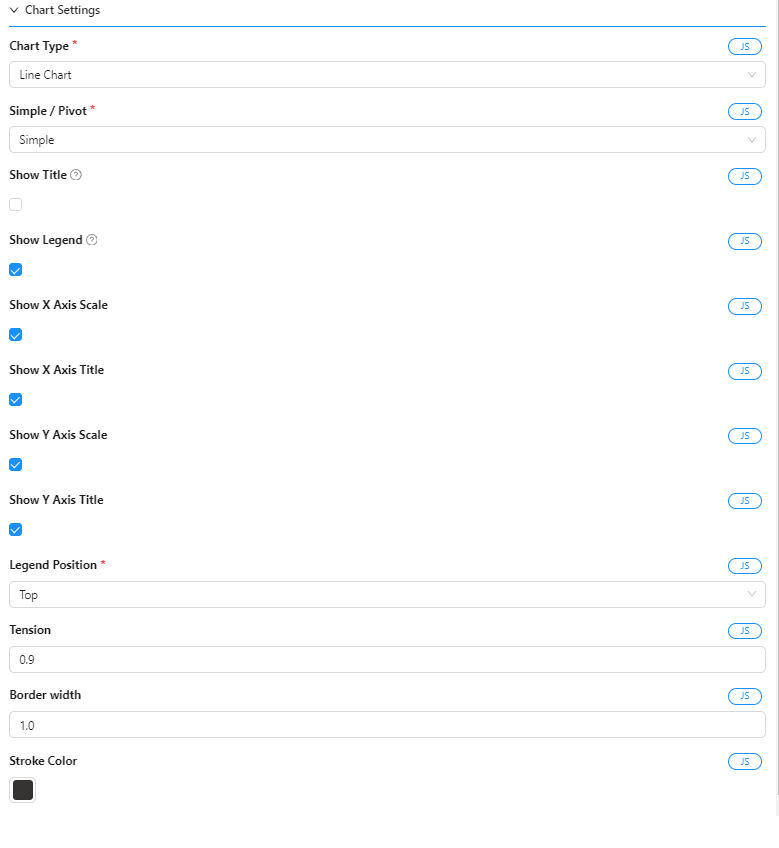 Chart Settings
Chart Type * JS
Line Chart
Simple / Pivot * JS
Simple
Show Title ? JS
Show Legend ? JS
Show X Axis Scale JS
Show X Axis Title JS
Show Y Axis Scale JS
Show Y Axis Title JS
Legend Position * JS
Top
Tension JS
0.9
Border width JS
1.0
Stroke Color JS